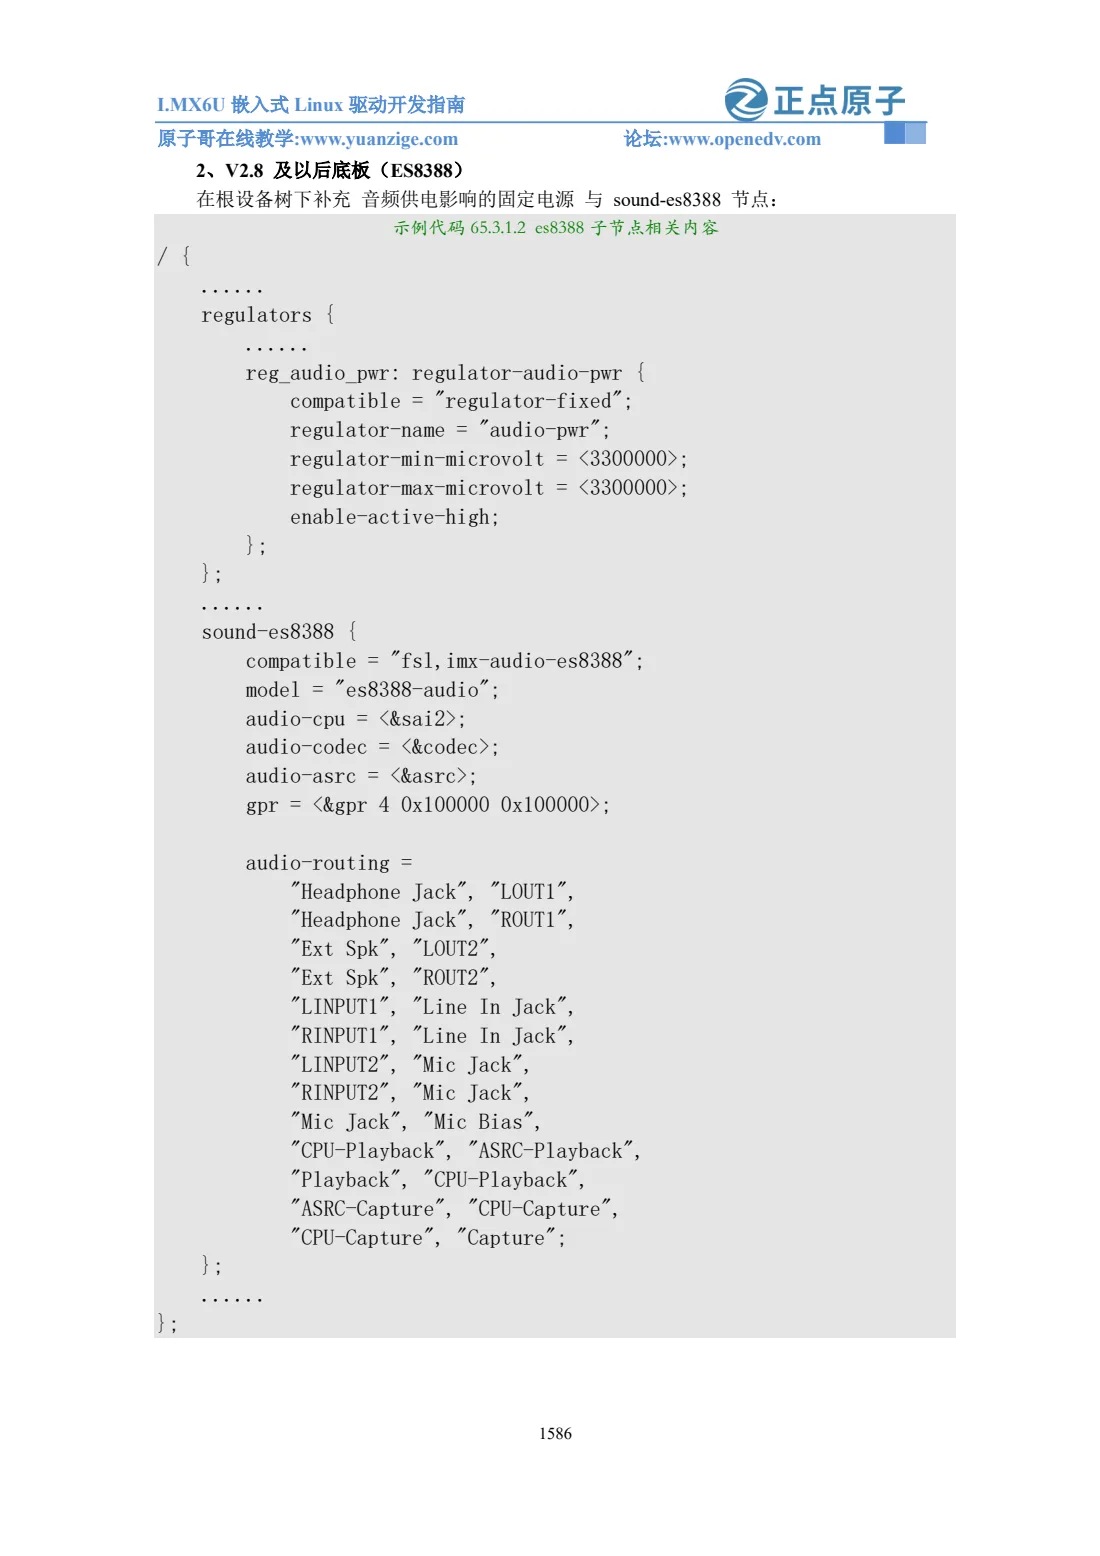 I.MX6U 嵌入式 Linux 驱动开发指南
正点原子
原子哥在线教学:www.yuanzige.com 论坛:www.openedv.com
2、V2.8 及以后底板（ES8388）
在根设备树下补充 音频供电影响的固定电源 与 sound-es8388 节点：
示例代码 65.3.1.2 es8388 子节点相关内容
/ {
    ......
    regulators {
        ......
        reg_audio_pwr: regulator-audio-pwr {
            compatible = "regulator-fixed";
            regulator-name = "audio-pwr";
            regulator-min-microvolt = <3300000>;
            regulator-max-microvolt = <3300000>;
            enable-active-high;
        };
    };
    ......
    sound-es8388 {
        compatible = "fsl,imx-audio-es8388";
        model = "es8388-audio";
        audio-cpu = <&sai2>;
        audio-codec = <&codec>;
        audio-asrc = <&asrc>;
        gpr = <&gpr 4 0x100000 0x100000>;
        audio-routing =
            "Headphone Jack", "LOUT1",
            "Headphone Jack", "ROUT1",
            "Ext Spk", "LOUT2",
            "Ext Spk", "ROUT2",
            "LINPUT1", "Line In Jack",
            "RINPUT1", "Line In Jack",
            "LINPUT2", "Mic Jack",
            "RINPUT2", "Mic Jack",
            "Mic Jack", "Mic Bias",
            "CPU-Playback", "ASRC-Playback",
            "Playback", "CPU-Playback",
            "ASRC-Capture", "CPU-Capture",
            "CPU-Capture", "Capture";
    };
    ......
};
1586